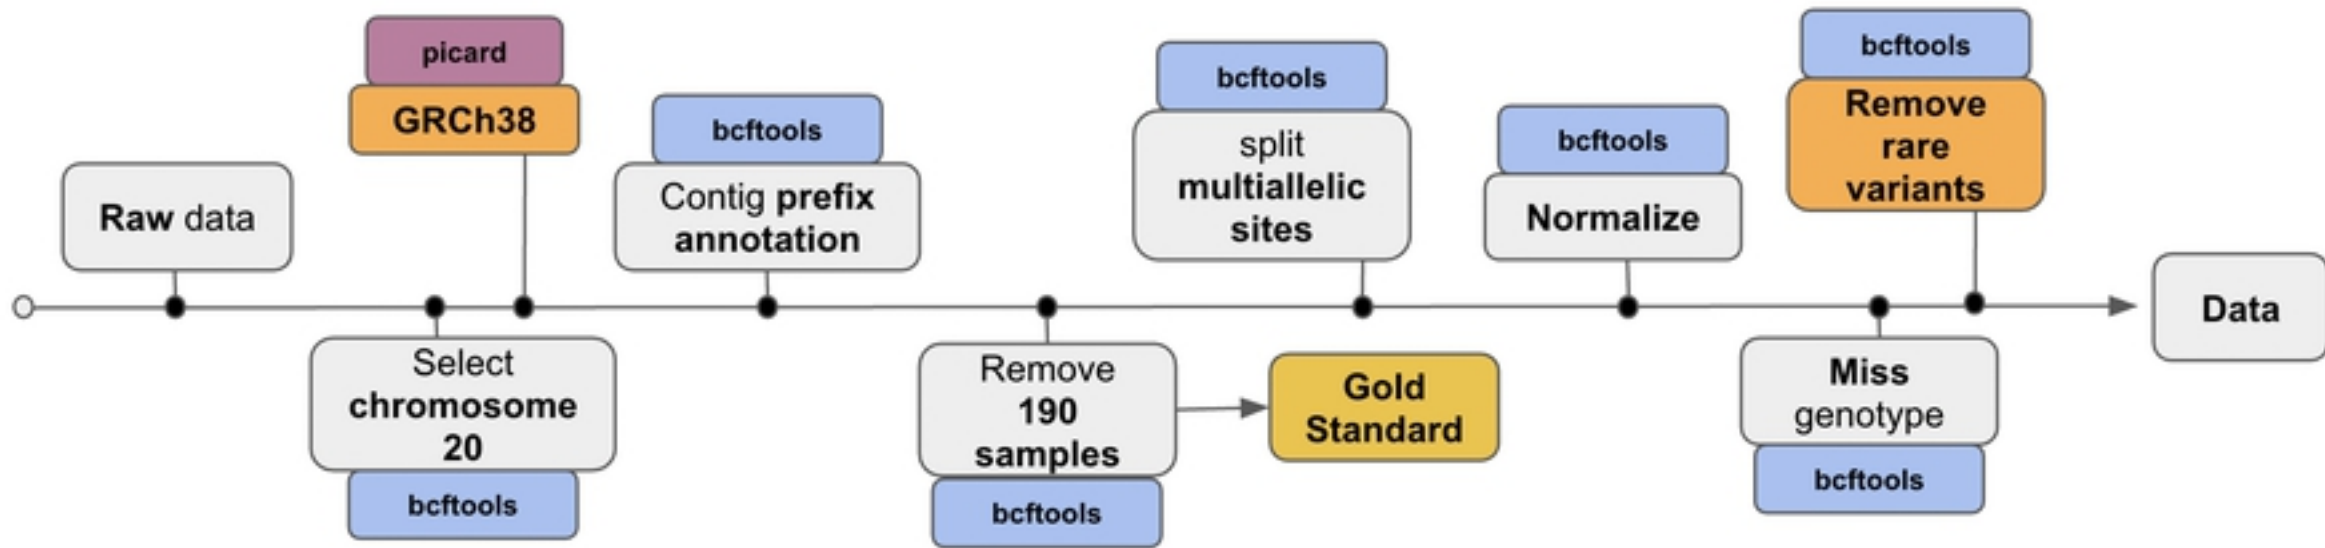 Raw data
Select
chromosome
20
bcftools
picard
GRCh38
bcftools
Contig prefix
annotation
Remove
190
samples
bcftools
Gold
Standard
bcftools
split
multiallelic
sites
bcftools
Normalize
Miss
genotype
bcftools
bcftools
Remove
rare
variants
Data